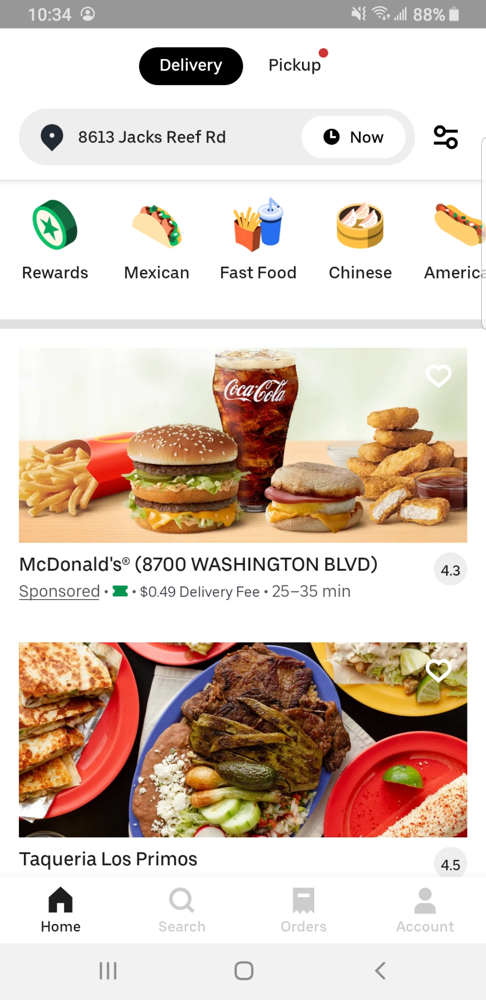 10:34 88%
Delivery Pickup
8613 Jacks Reef Rd Now
Rewards Mexican Fast Food Chinese America
Coca-Cola
McDonald's® (8700 WASHINGTON BLVD) 4.3
Sponsored • • $0.49 Delivery Fee • 25–35 min
Taqueria Los Primos 4.5
Home Search Orders Account